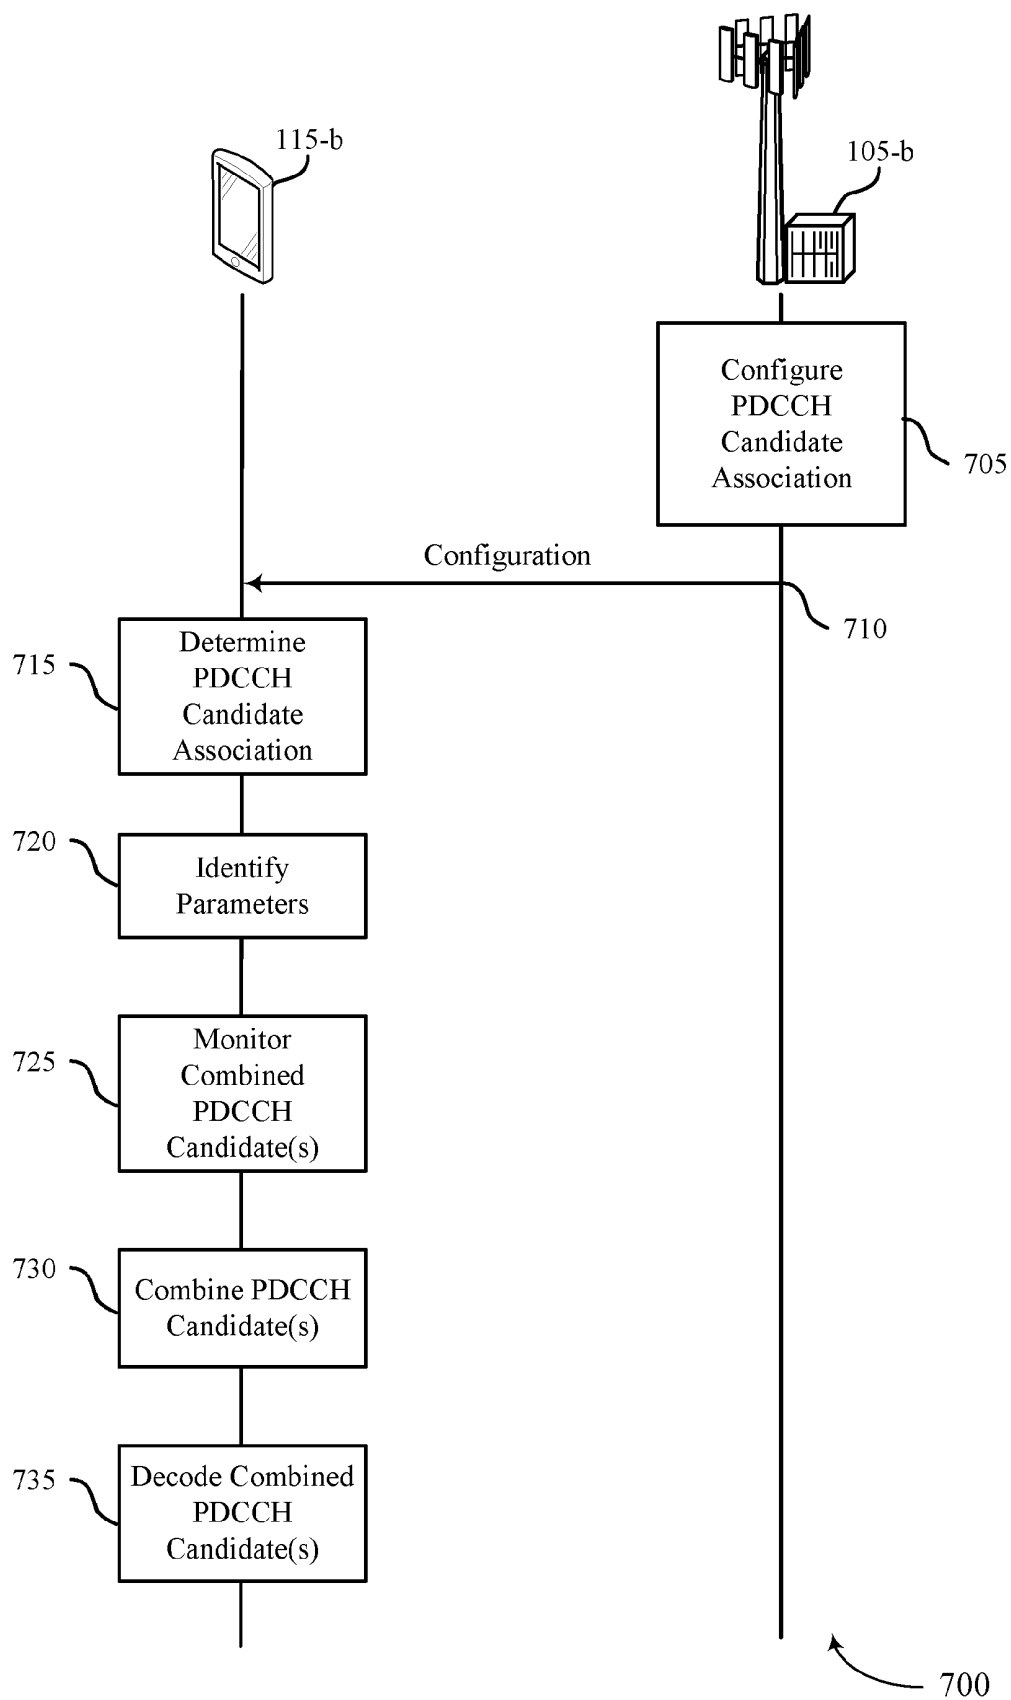 115-b
105-b
Configure
PDCCH
Candidate
Association
705
Configuration
710
715
Determine
PDCCH
Candidate
Association
720
Identify
Parameters
725
Monitor
Combined
PDCCH
Candidate(s)
730
Combine PDCCH
Candidate(s)
735
Decode Combined
PDCCH
Candidate(s)
700